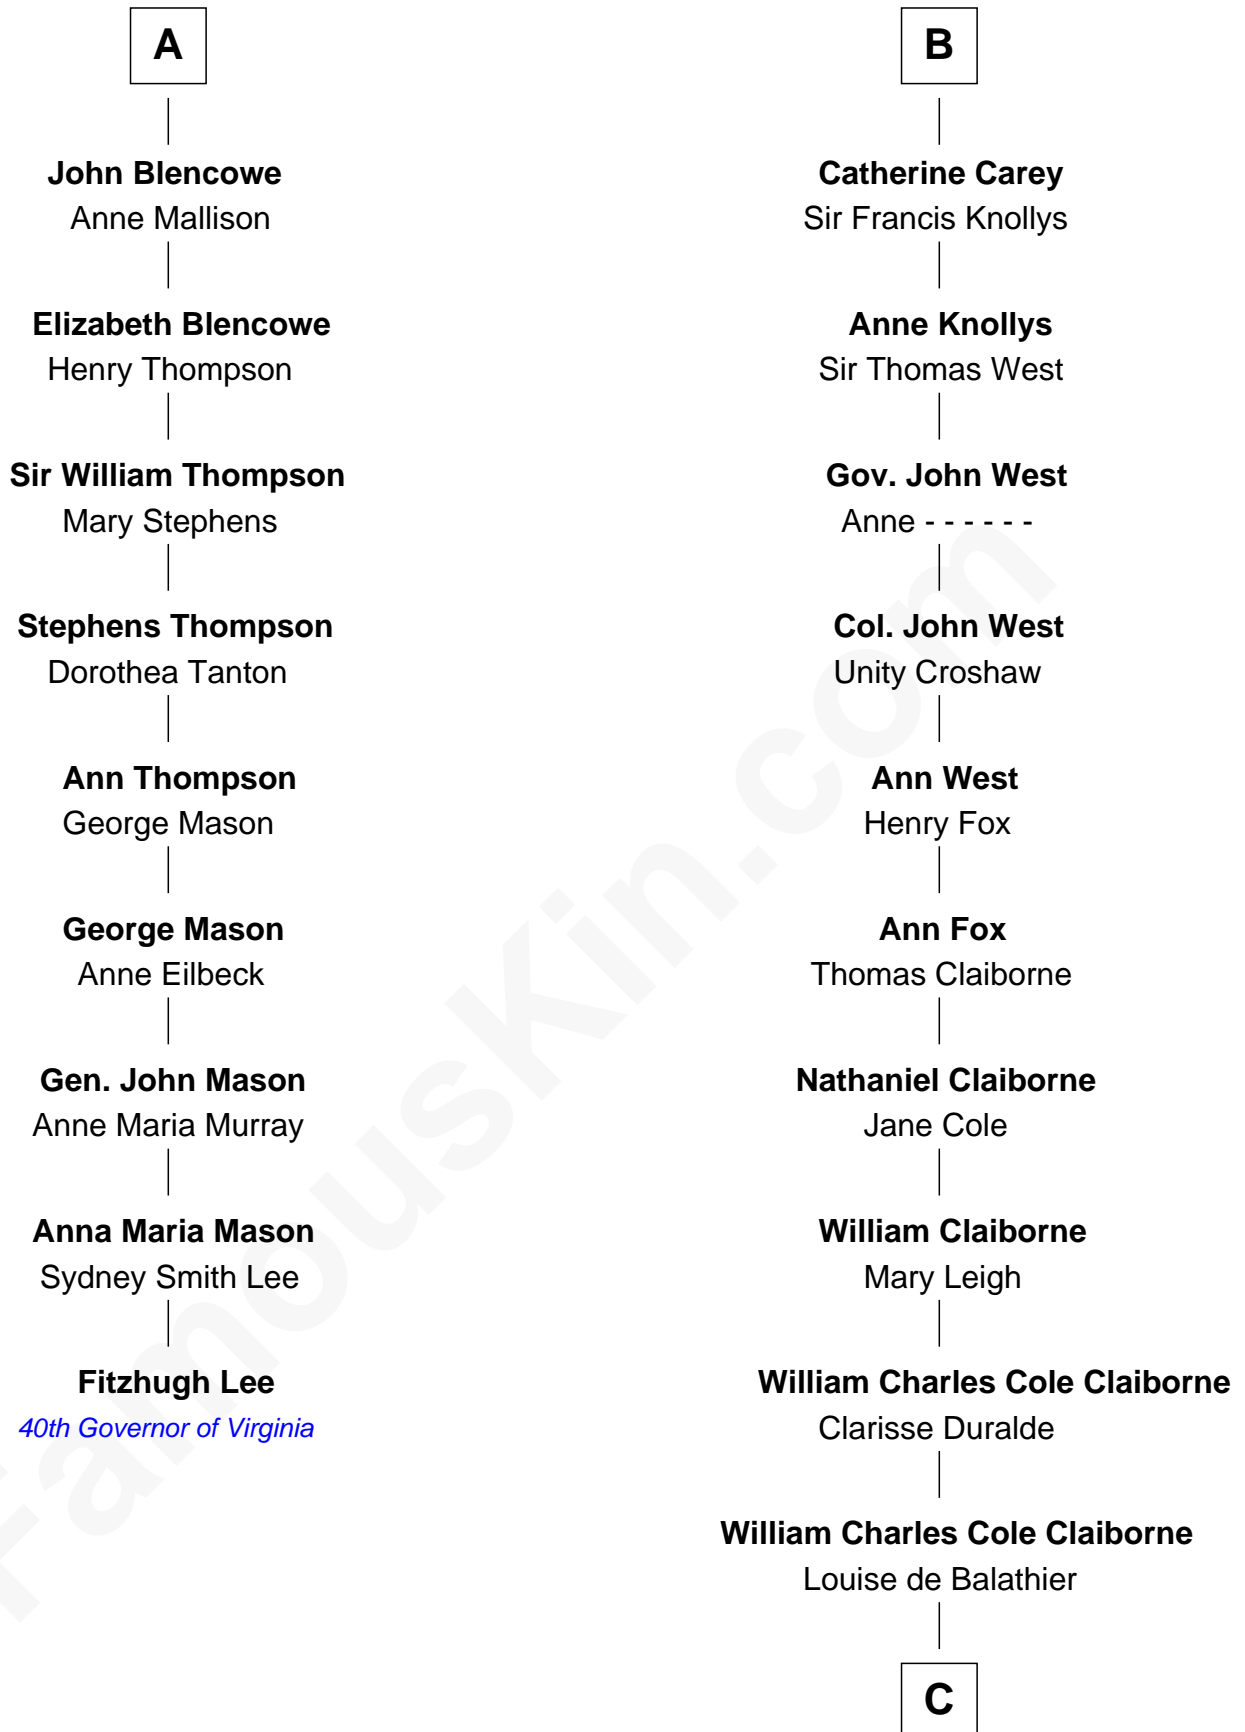 A
John Blencowe
Anne Mallison
Elizabeth Blencowe
Henry Thompson
Sir William Thompson
Mary Stephens
Stephens Thompson
Dorothea Tanton
Ann Thompson
George Mason
George Mason
Anne Eilbeck
Gen. John Mason
Anne Maria Murray
Anna Maria Mason
Sydney Smith Lee
Fitzhugh Lee
40th Governor of Virginia
B
Catherine Carey
Sir Francis Knollys
Anne Knollys
Sir Thomas West
Gov. John West
Anne - - - - - -
Col. John West
Unity Croshaw
Ann West
Henry Fox
Ann Fox
Thomas Claiborne
Nathaniel Claiborne
Jane Cole
William Claiborne
Mary Leigh
William Charles Cole Claiborne
Clarisse Duralde
William Charles Cole Claiborne
Louise de Balathier
C
FamousKin.com